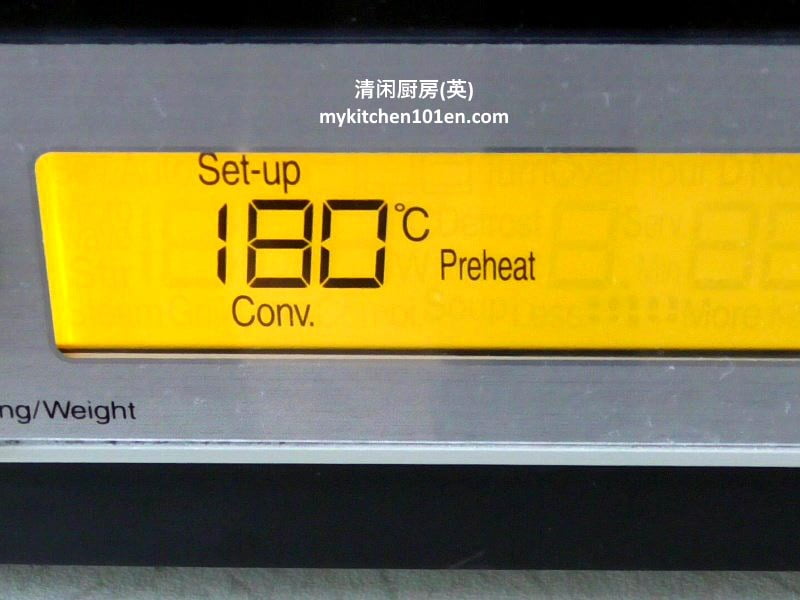 清闲厨房(英)
mykitchen101en.com
Set-up
180°C
Preheat
Conv.
ng/Weight